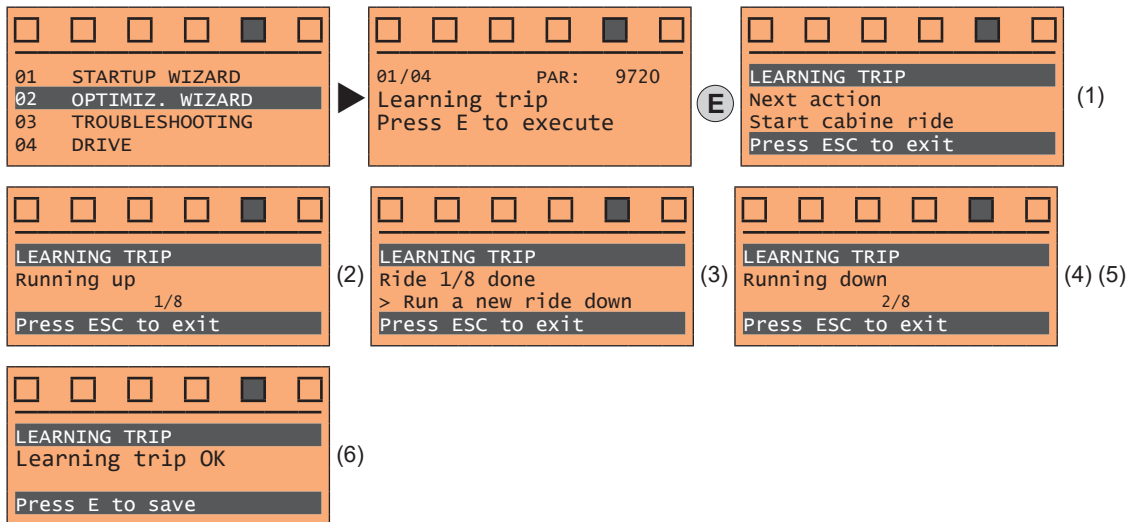 01 STARTUP WIZARD
02 OPTIMIZ. WIZARD
03 TROUBLESHOOTING
04 DRIVE
01/04 PAR: 9720
Learning trip
Press E to execute
E
LEARNING TRIP
Next action
Start cabine ride
Press ESC to exit
(1)
LEARNING TRIP
Running up
1/8
Press ESC to exit
(2)
LEARNING TRIP
Ride 1/8 done
> Run a new ride down
Press ESC to exit
(3)
LEARNING TRIP
Running down
2/8
Press ESC to exit
(4) (5)
LEARNING TRIP
Learning trip OK
Press E to save
(6)